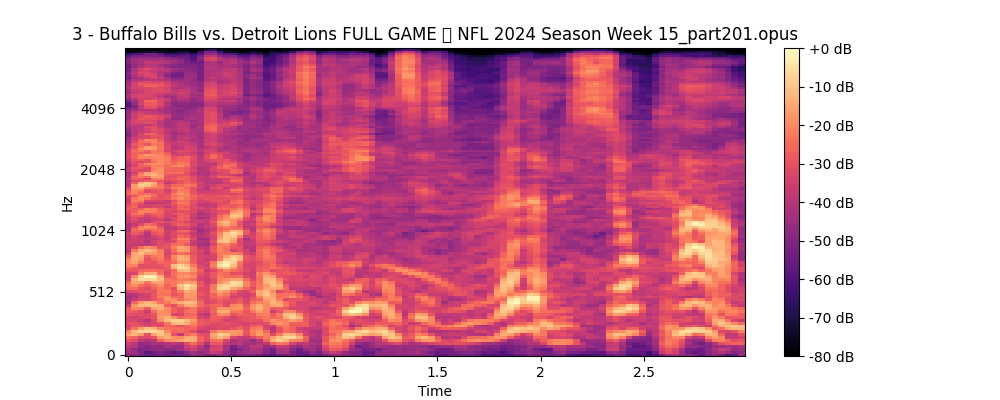 3 - Buffalo Bills vs. Detroit Lions FULL GAME  NFL 2024 Season Week 15_part201.opus
+0 dB
4096
-10 dB
-20 dB
2048
-30 dB
Hz
1024
-40 dB
-50 dB
512
-60 dB
-70 dB
0
-80 dB
0 0.5 1 1.5 2 2.5
Time